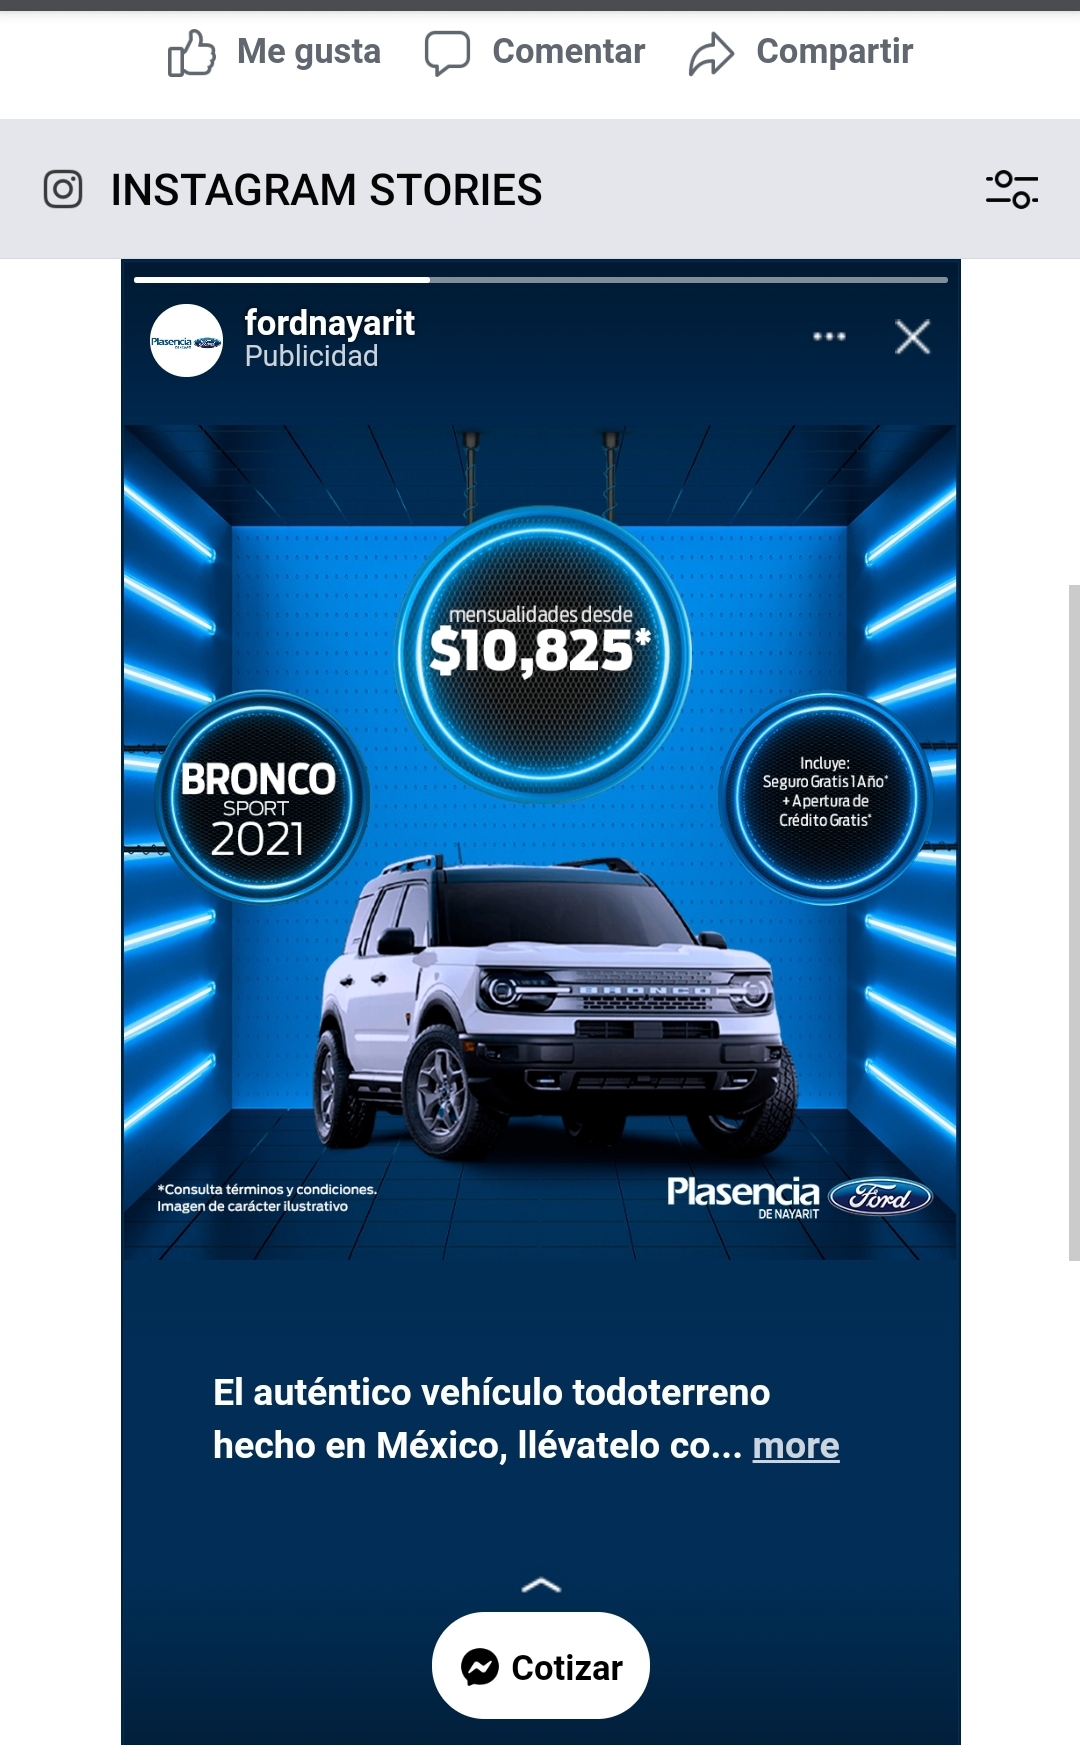 Me gusta Comentar Compartir
INSTAGRAM STORIES
Plasencia Ford
fordnayarit
Publicidad
mensualidades desde
$10,825*
BRONCO
SPORT
2021
Incluye:
Seguro Gratis 1 Año*
+ Apertura de
Crédito Gratis*
BRONCO
*Consulta términos y condiciones.
Imagen de carácter ilustrativo
Plasencia Ford
DE NAYARIT
El auténtico vehículo todoterreno
hecho en México, llévatelo co... more
Cotizar